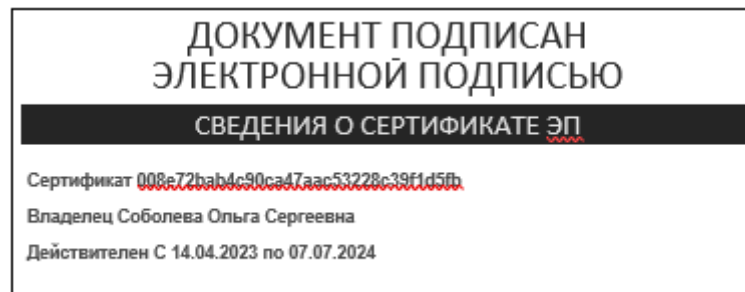 ДОКУМЕНТ ПОДПИСАН
ЭЛЕКТРОННОЙ ПОДПИСЬЮ
СВЕДЕНИЯ О СЕРТИФИКАТЕ ЭП
Сертификат 008e72bab4c90ca47aac53228c39f1d5fb
Владелец Соболева Ольга Сергеевна
Действителен С 14.04.2023 по 07.07.2024